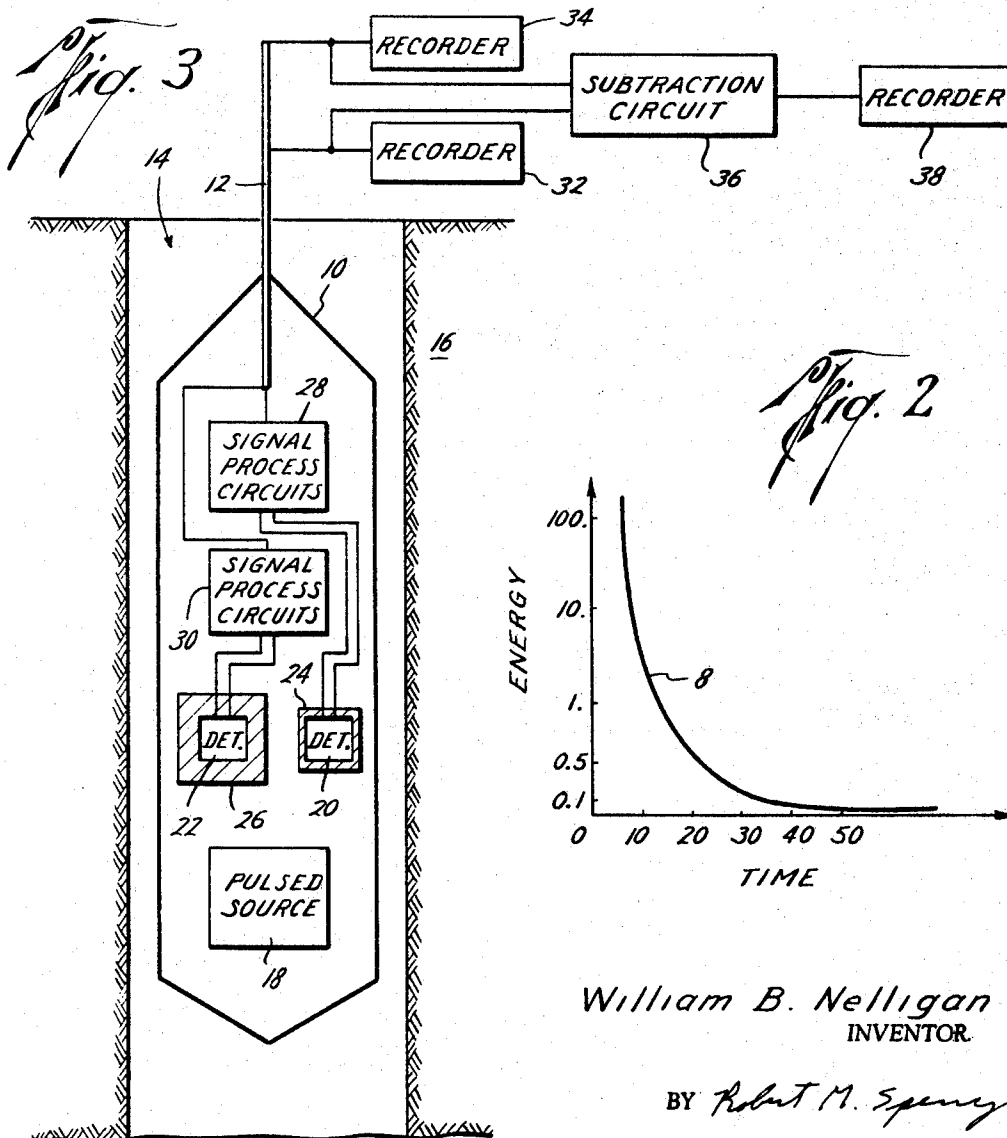 Fig. 3
34
RECORDER
SUBTRACTION
CIRCUIT
RECORDER
RECORDER
12
32
36
38
14
10
16
28
SIGNAL
PROCESS
CIRCUITS
SIGNAL
PROCESS
CIRCUITS
30
24
DET.
DET.
22
26
20
PULSED
SOURCE
18
Fig. 2
ENERGY
100.
10.
1.
0.5
0.1
0
10
20
30
40
50
8
TIME
William B. Nelligan
INVENTOR
BY Robert M. Sperry